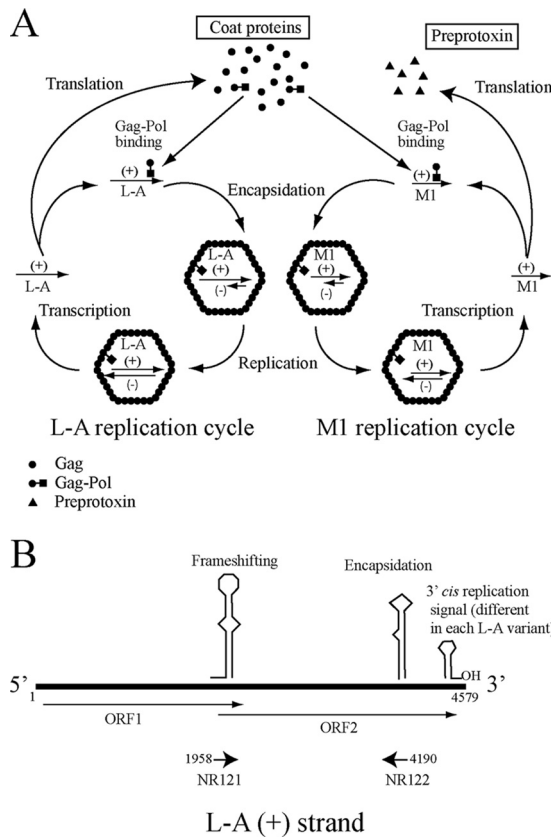 A
Coat proteins
Preprotoxin
Translation
Translation
Gag-Pol
binding
Gag-Pol
binding
(+)
L-A
(+)
M1
Encapsidation
(+)
L-A
L-A
(+)
(-)
M1
(+)
(-)
(+)
M1
Transcription
Transcription
L-A
(+)
(-)
Replication
M1
(+)
(-)
L-A replication cycle
M1 replication cycle
Gag
Gag-Pol
Preprotoxin
B
Frameshifting
Encapsidation
3’ cis replication
signal (different
in each L-A variant)
OH
5’
3’
1
4579
ORF1
ORF2
1958
4190
NR121
NR122
L-A (+) strand